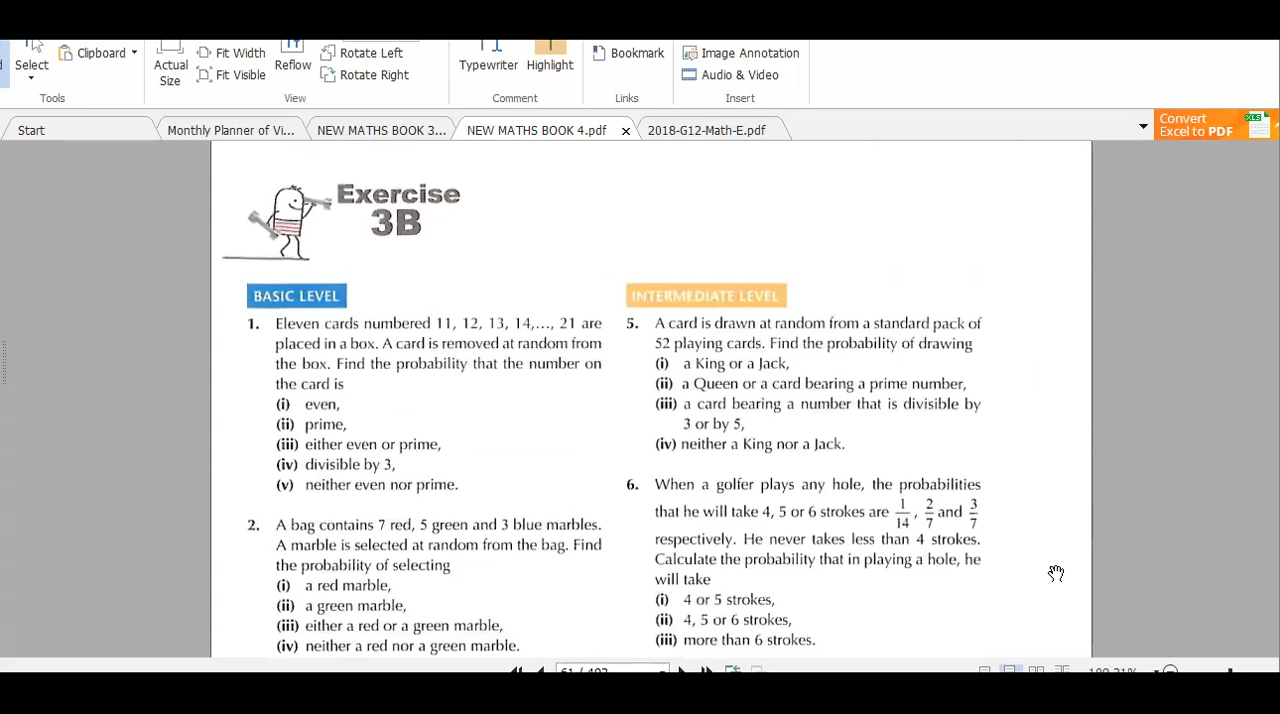 Select
Clipboard
Actual
Size
Fit Width
Fit Visible
Reflow
Rotate Left
Rotate Right
Typewriter
Highlight
Bookmark
Image Annotation
Audio & Video
Tools
View
Comment
Links
Insert
Start
Monthly Planner of Vi...
NEW MATHS BOOK 3...
NEW MATHS BOOK 4.pdf
2018-G12-Math-E.pdf
Convert
Excel to PDF
XLS
Exercise
3B
BASIC LEVEL
1. Eleven cards numbered 11, 12, 13, 14,..., 21 are
placed in a box. A card is removed at random from
the box. Find the probability that the number on
the card is
(i) even,
(ii) prime,
(iii) either even or prime,
(iv) divisible by 3,
(v) neither even nor prime.
2. A bag contains 7 red, 5 green and 3 blue marbles.
A marble is selected at random from the bag. Find
the probability of selecting
(i) a red marble,
(ii) a green marble,
(iii) either a red or a green marble,
(iv) neither a red nor a green marble.
INTERMEDIATE LEVEL
5. A card is drawn at random from a standard pack of
52 playing cards. Find the probability of drawing
(i) a King or a Jack,
(ii) a Queen or a card bearing a prime number,
(iii) a card bearing a number that is divisible by
3 or by 5,
(iv) neither a King nor a Jack.
6. When a golfer plays any hole, the probabilities
that he will take 4, 5 or 6 strokes are 1/14, 2/7 and 3/7
respectively. He never takes less than 4 strokes.
Calculate the probability that in playing a hole, he
will take
(i) 4 or 5 strokes,
(ii) 4, 5 or 6 strokes,
(iii) more than 6 strokes.